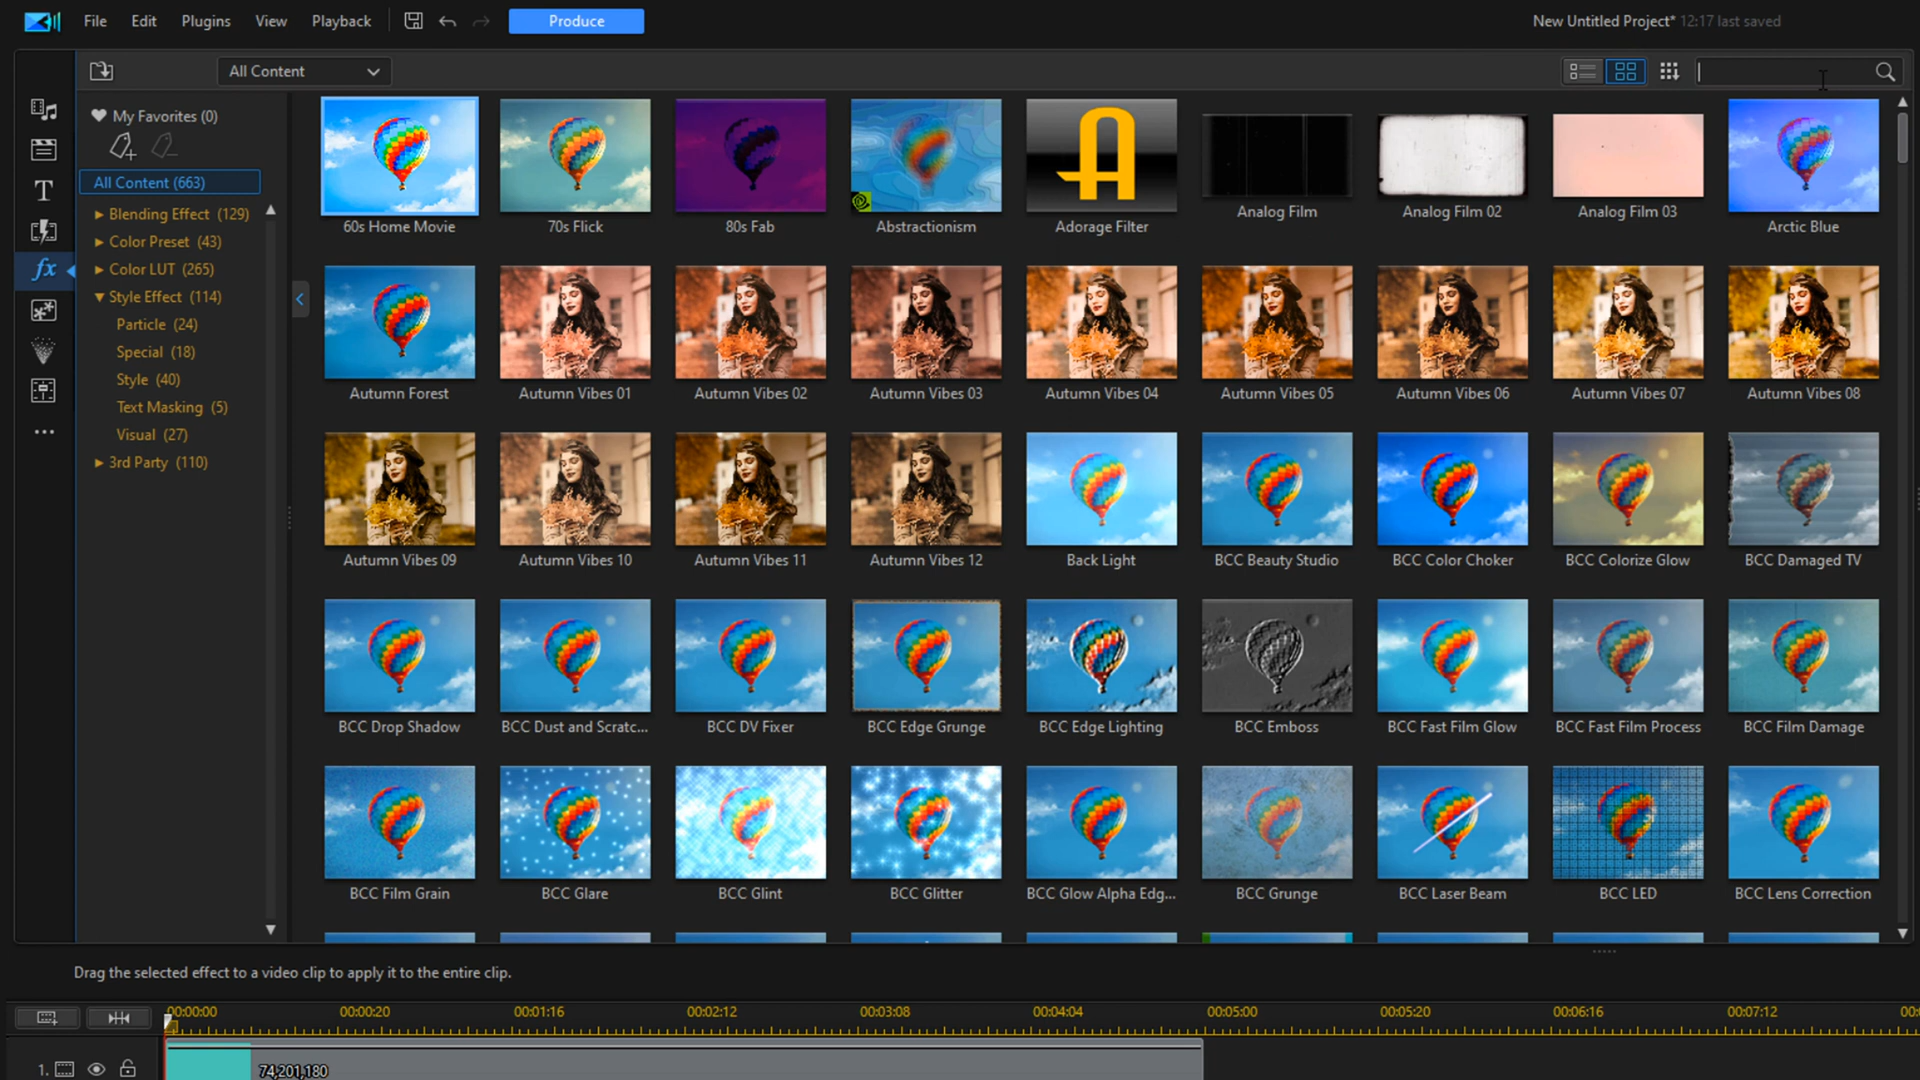 File Edit Plugins View Playback Produce New Untitled Project* 12:17 last saved
All Content
My Favorites (0)
All Content (663)
Blending Effect (129)
Color Preset (43)
Color LUT (265)
Style Effect (114)
Particle (24)
Special (18)
Style (40)
Text Masking (5)
Visual (27)
3rd Party (110)
60s Home Movie 70s Flick 80s Fab Abstractionism Adorage Filter Analog Film Analog Film 02 Analog Film 03 Arctic Blue
Autumn Forest Autumn Vibes 01 Autumn Vibes 02 Autumn Vibes 03 Autumn Vibes 04 Autumn Vibes 05 Autumn Vibes 06 Autumn Vibes 07 Autumn Vibes 08
Autumn Vibes 09 Autumn Vibes 10 Autumn Vibes 11 Autumn Vibes 12 Back Light BCC Beauty Studio BCC Color Choker BCC Colorize Glow BCC Damaged TV
BCC Drop Shadow BCC Dust and Scratc... BCC DV Fixer BCC Edge Grunge BCC Edge Lighting BCC Emboss BCC Fast Film Glow BCC Fast Film Process BCC Film Damage
BCC Film Grain BCC Glare BCC Glint BCC Glitter BCC Glow Alpha Edg... BCC Grunge BCC Laser Beam BCC LED BCC Lens Correction
Drag the selected effect to a video clip to apply it to the entire clip.
00:00:00 00:00:20 00:01:16 00:02:12 00:03:08 00:04:04 00:05:00 00:05:20 00:06:16 00:07:12
1. 74,201,180